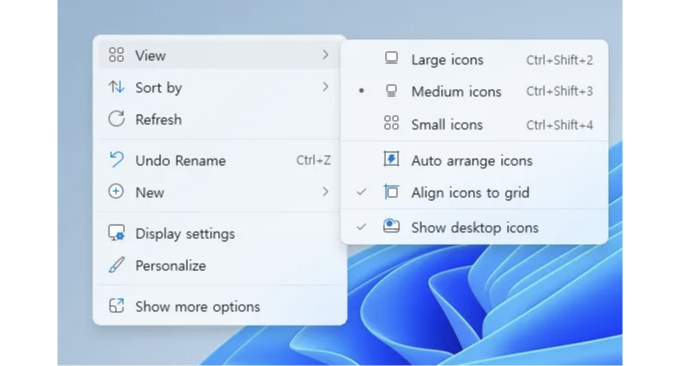 View
Sort by
Refresh
Undo Rename Ctrl+Z
New
Display settings
Personalize
Show more options
Large icons Ctrl+Shift+2
Medium icons Ctrl+Shift+3
Small icons Ctrl+Shift+4
Auto arrange icons
Align icons to grid
Show desktop icons